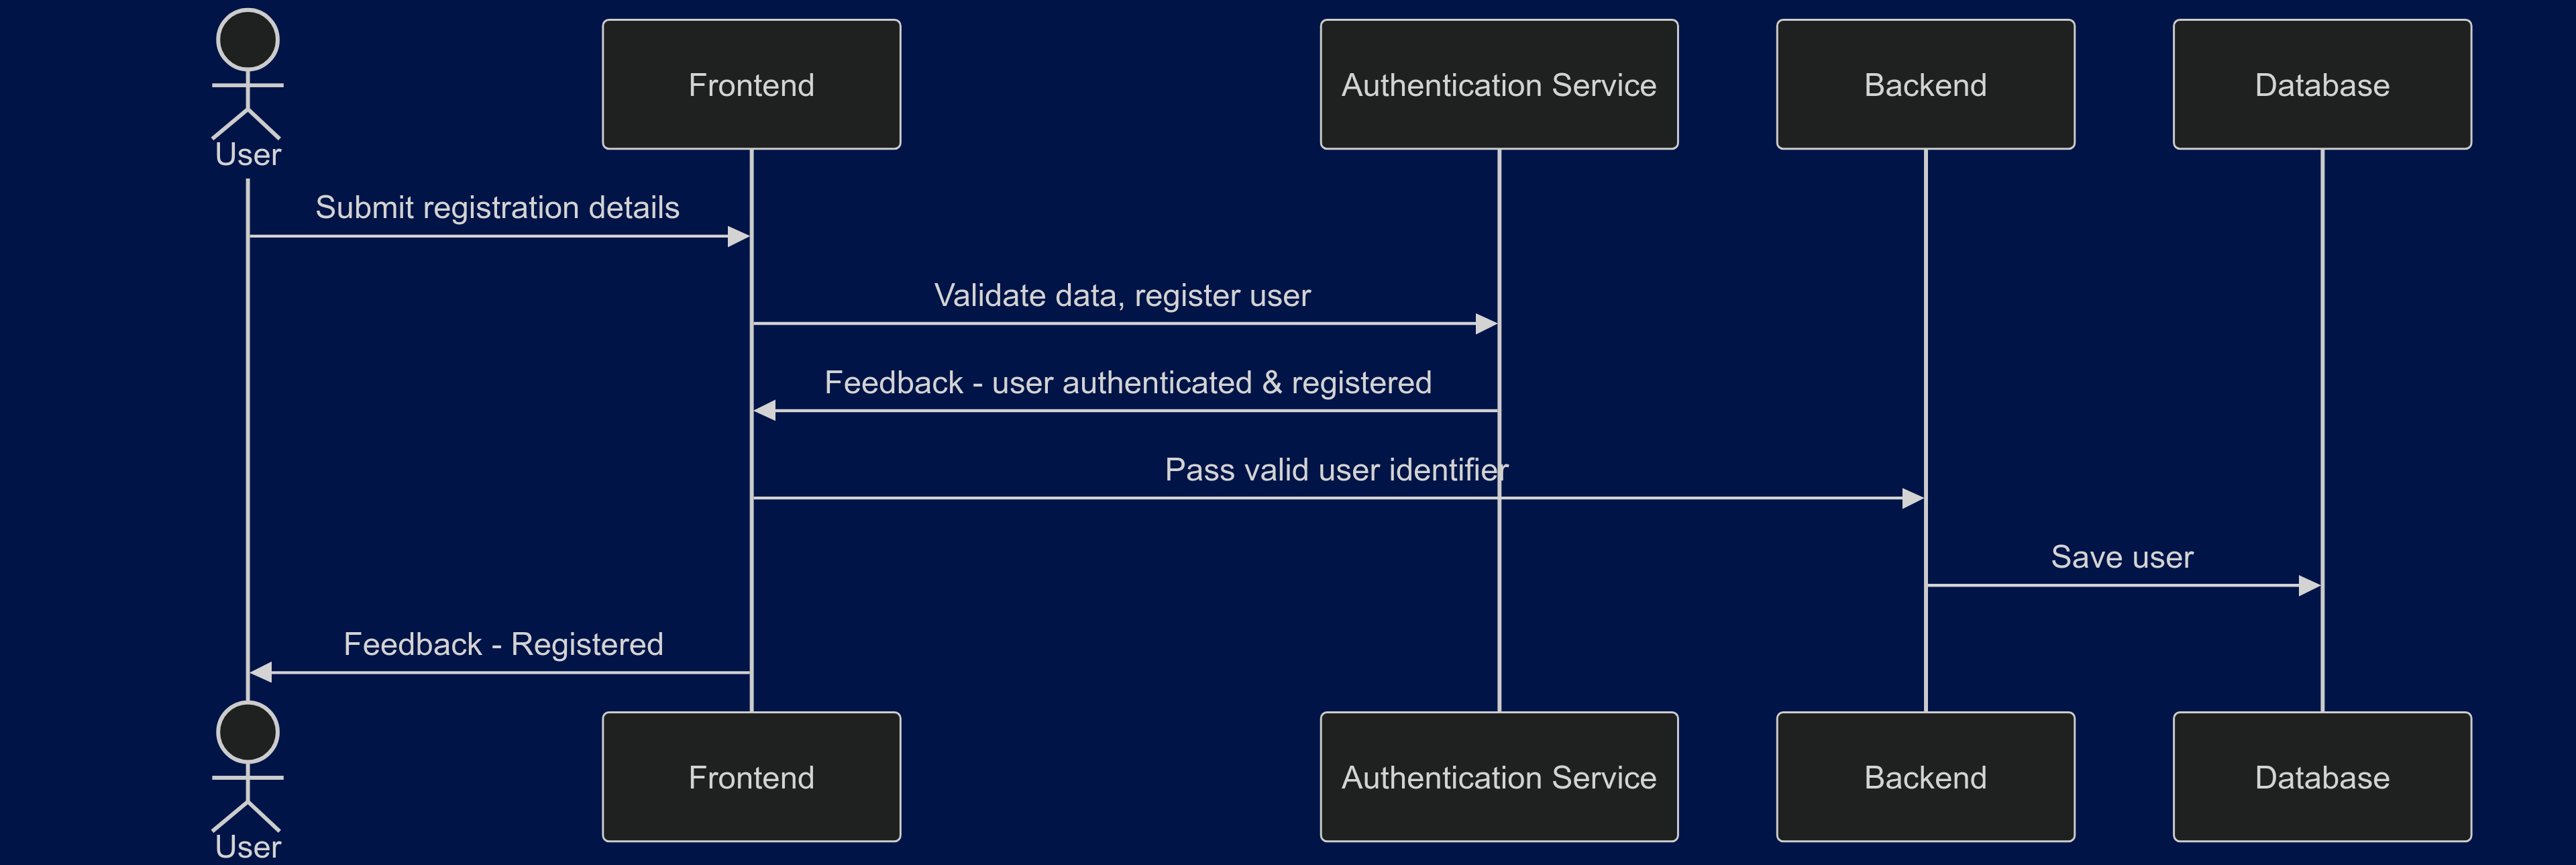 User
Frontend
Authentication Service
Backend
Database
Submit registration details
Validate data, register user
Feedback - user authenticated & registered
Pass valid user identifier
Save user
Feedback - Registered
User
Frontend
Authentication Service
Backend
Database